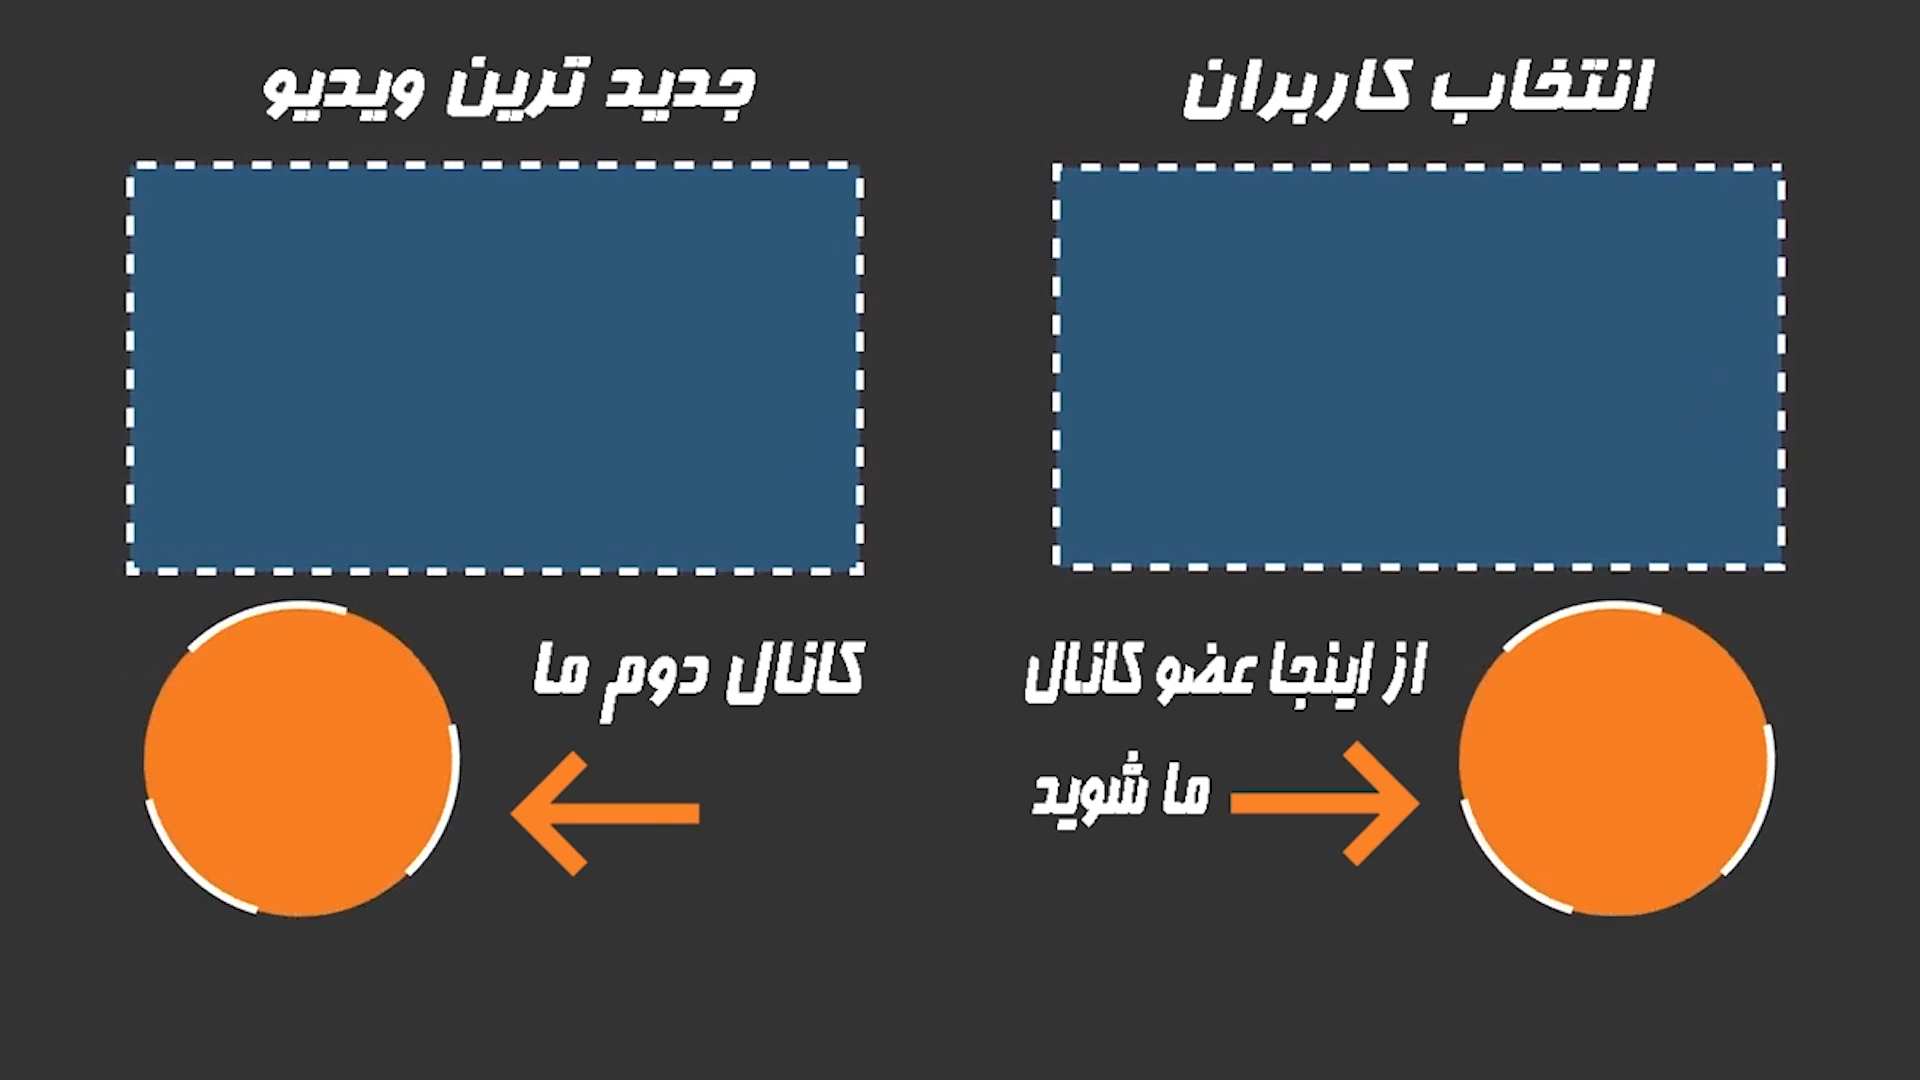 انتخاب کاربران
جدید ترین ویدیو
از اینجا عضو کانال
ما شوید
کانال دوم ما